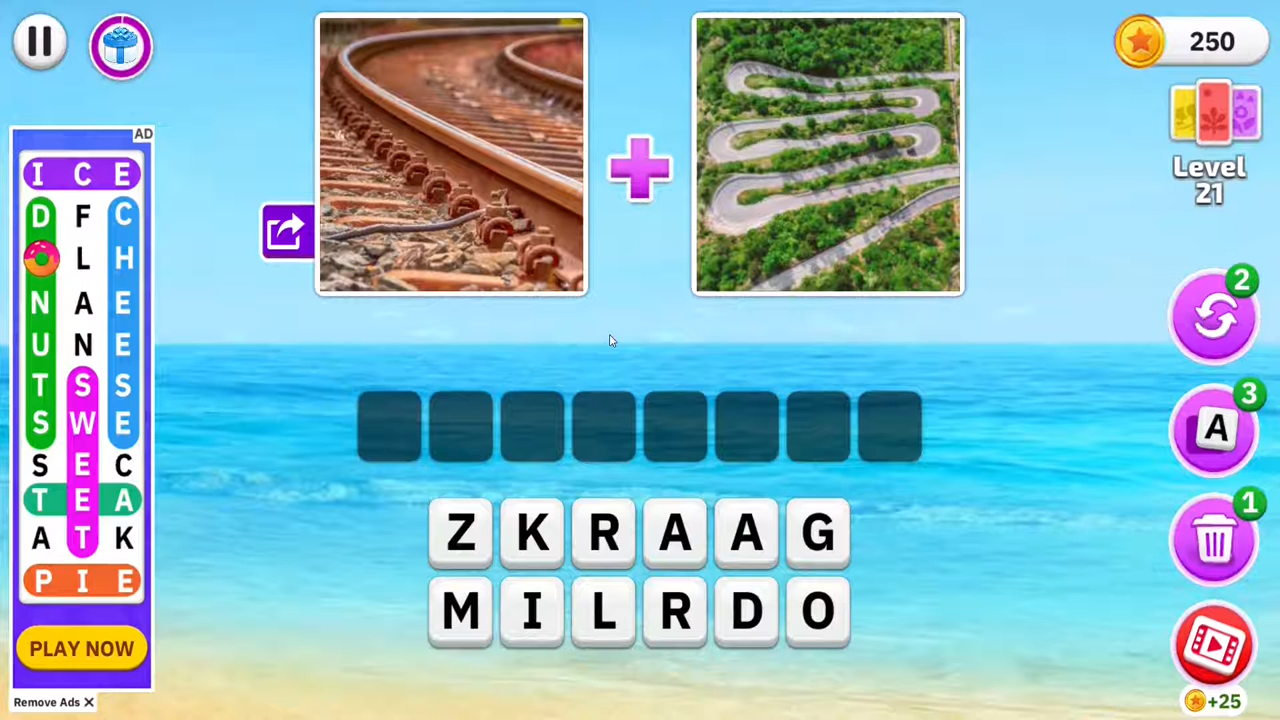 250
Level
21
AD
I C E
D F C
L H
N A E
U N E
T S S
S W E
S E C
T E A
A T K
P I E
PLAY NOW
Remove Ads X
2
3
A
1
+25
Z K R A A G
M I L R D O